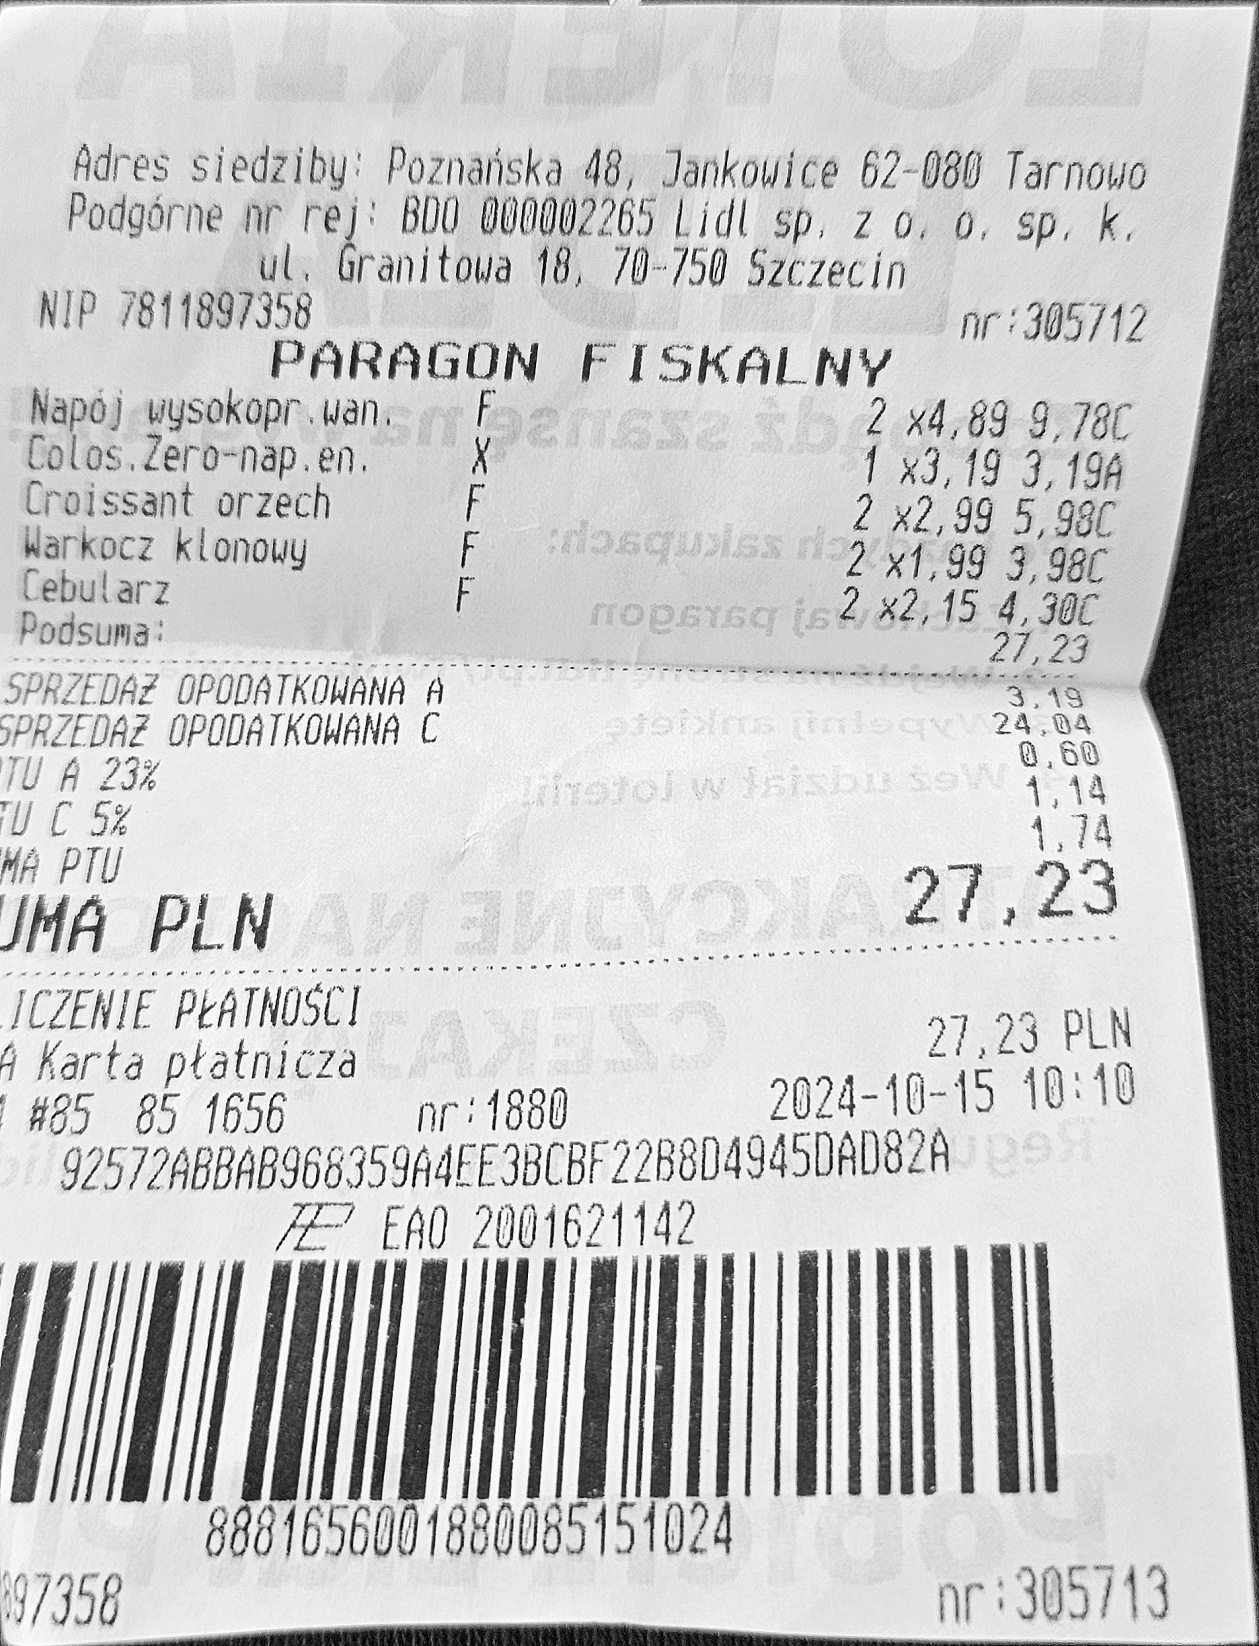 Adres siedziby: Poznańska 48, Jankowice 62-080 Tarnowo
Podgórne nr rej: BDO 000002265 Lidl sp. z o. o. sp. k.
ul. Granitowa 18, 70-750 Szczecin
NIP 7811897358 nr:305712
PARAGON FISKALNY
Napój wysokopr.wan. F 2 x4,89 9,78C
Colos.Zero-nap.en. X 1 x3,19 3,19A
Croissant orzech F 2 x2,99 5,98C
Warkocz klonowy F 2 x1,99 3,98C
Cebularz F 2 x2,15 4,30C
Podsuma: 27,23
SPRZEDAŻ OPODATKOWANA A 3,19
SPRZEDAŻ OPODATKOWANA C 24,04
TU A 23% 0,60
TU C 5% 1,14
MA PTU 1,74
UMA PLN 27,23
LICZENIE PŁATNOŚCI
A Karta płatnicza 27,23 PLN
#85 85 1656 nr:1880 2024-10-15 10:10
92572ABBAB968359A4EE3BCBF22B8D4945DAD82A
EAO 2001621142
8881656001880085151024
897358 nr:305713